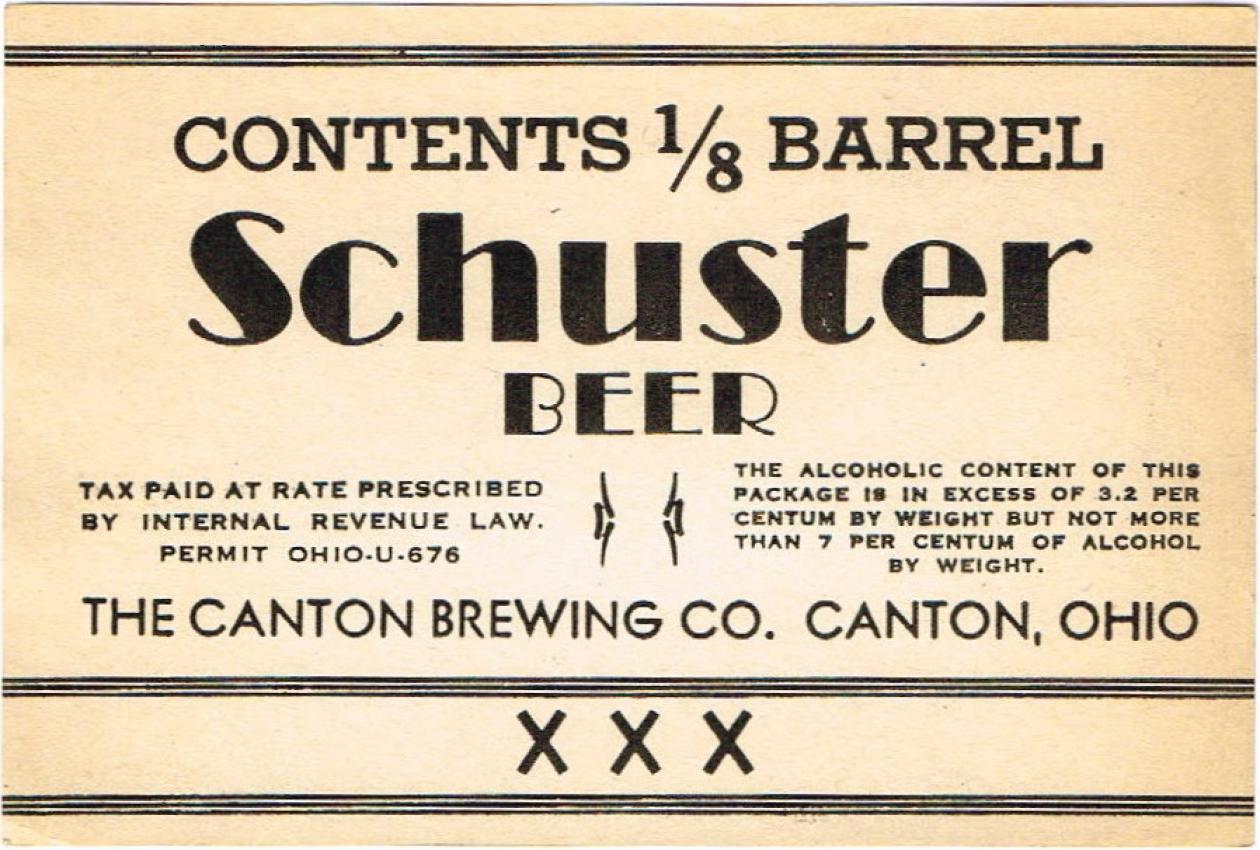 CONTENTS 1/8 BARREL
Schuster
BEER
TAX PAID AT RATE PRESCRIBED
BY INTERNAL REVENUE LAW.
PERMIT OHIO-U-676
THE ALCOHOLIC CONTENT OF THIS
PACKAGE IS IN EXCESS OF 3.2 PER
CENTUM BY WEIGHT BUT NOT MORE
THAN 7 PER CENTUM OF ALCOHOL
BY WEIGHT.
THE CANTON BREWING CO. CANTON, OHIO
X X X